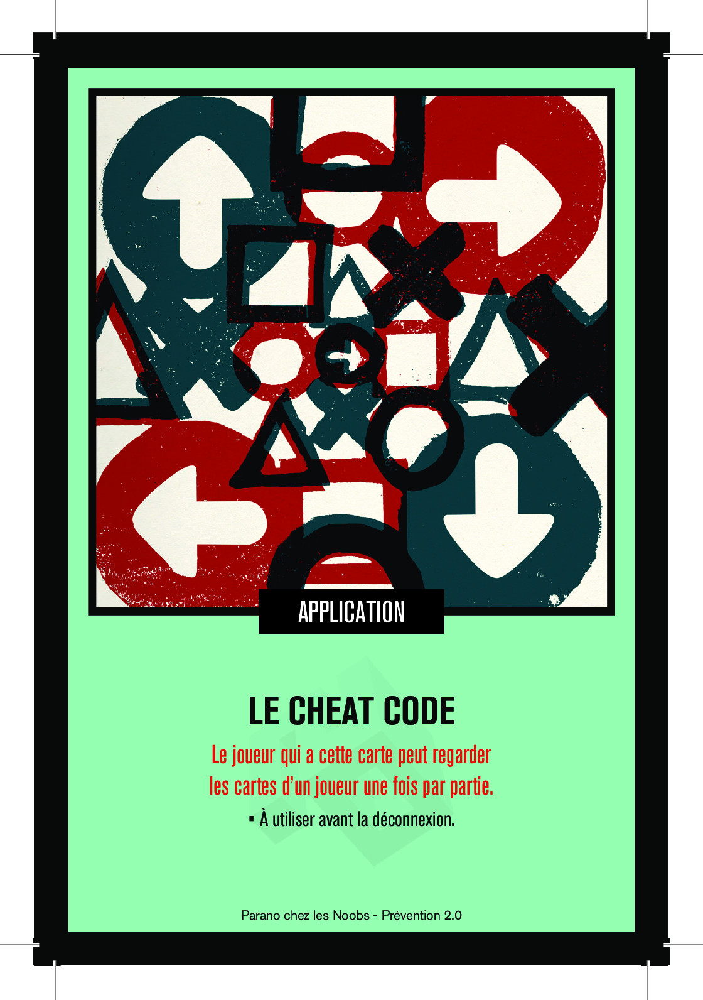 APPLICATION
LE CHEAT CODE
Le joueur qui a cette carte peut regarder
les cartes d’un joueur une fois par partie.
▪ À utiliser avant la déconnexion.
Parano chez les Noobs - Prévention 2.0